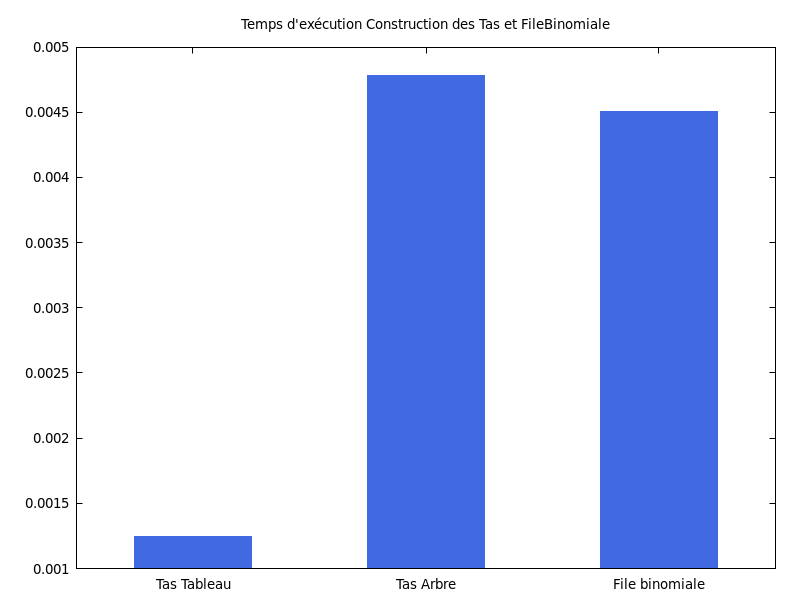 Temps d'exécution Construction des Tas et FileBinomiale
0.005
0.0045
0.004
0.0035
0.003
0.0025
0.002
0.0015
0.001
Tas Tableau
Tas Arbre
File binomiale